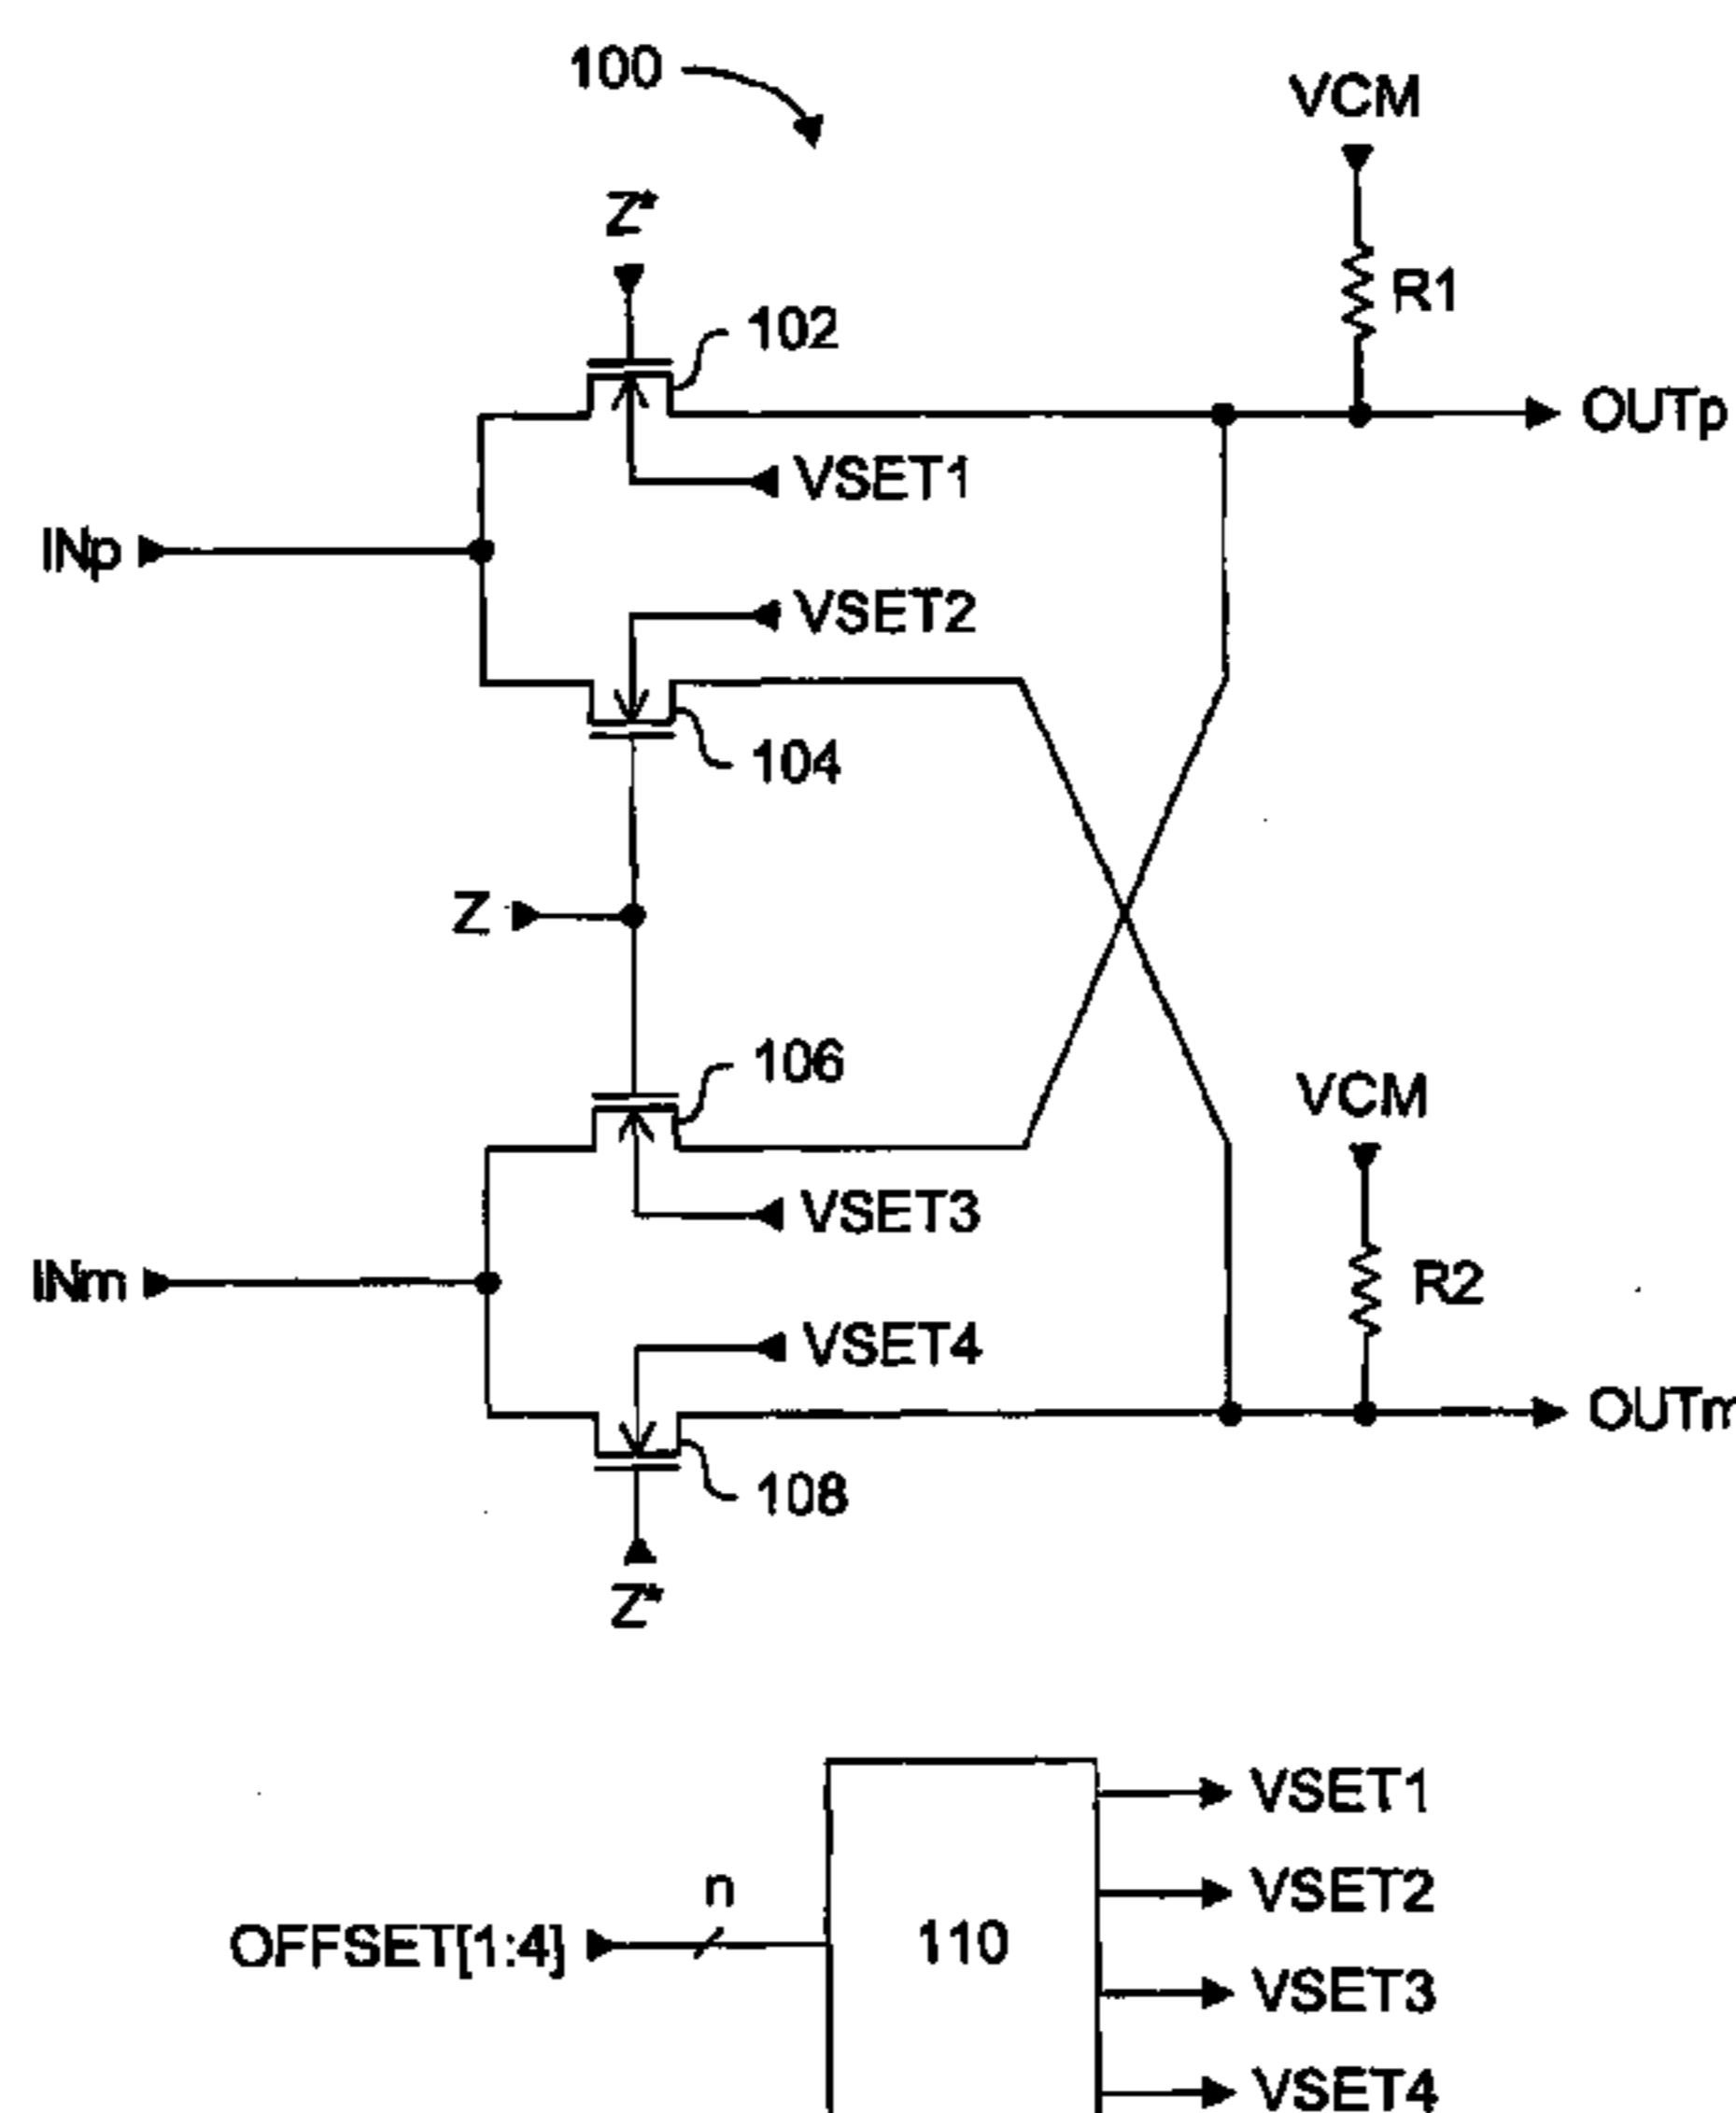 100
VCM
Z*
R1
102
OUTp
VSET1
INp
VSET2
104
Z
106
VCM
VSET3
INm
R2
VSET4
OUTm
108
Z*
VSET1
n
VSET2
OFFSET[1:4]
110
VSET3
VSET4